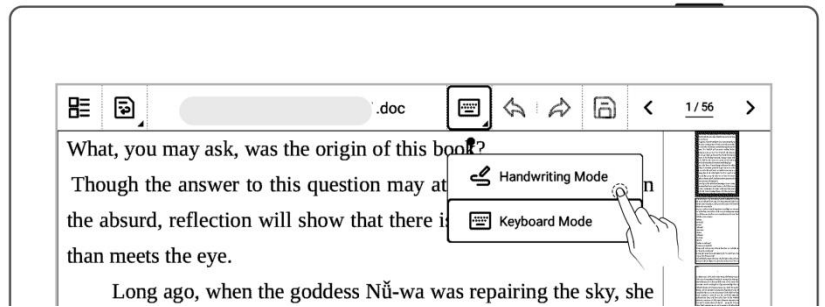 .doc
1 / 56
What, you may ask, was the origin of this book?
Handwriting Mode
Though the answer to this question may at n
Keyboard Mode
the absurd, reflection will show that there is
than meets the eye.
Long ago, when the goddess Nǚ-wa was repairing the sky, she